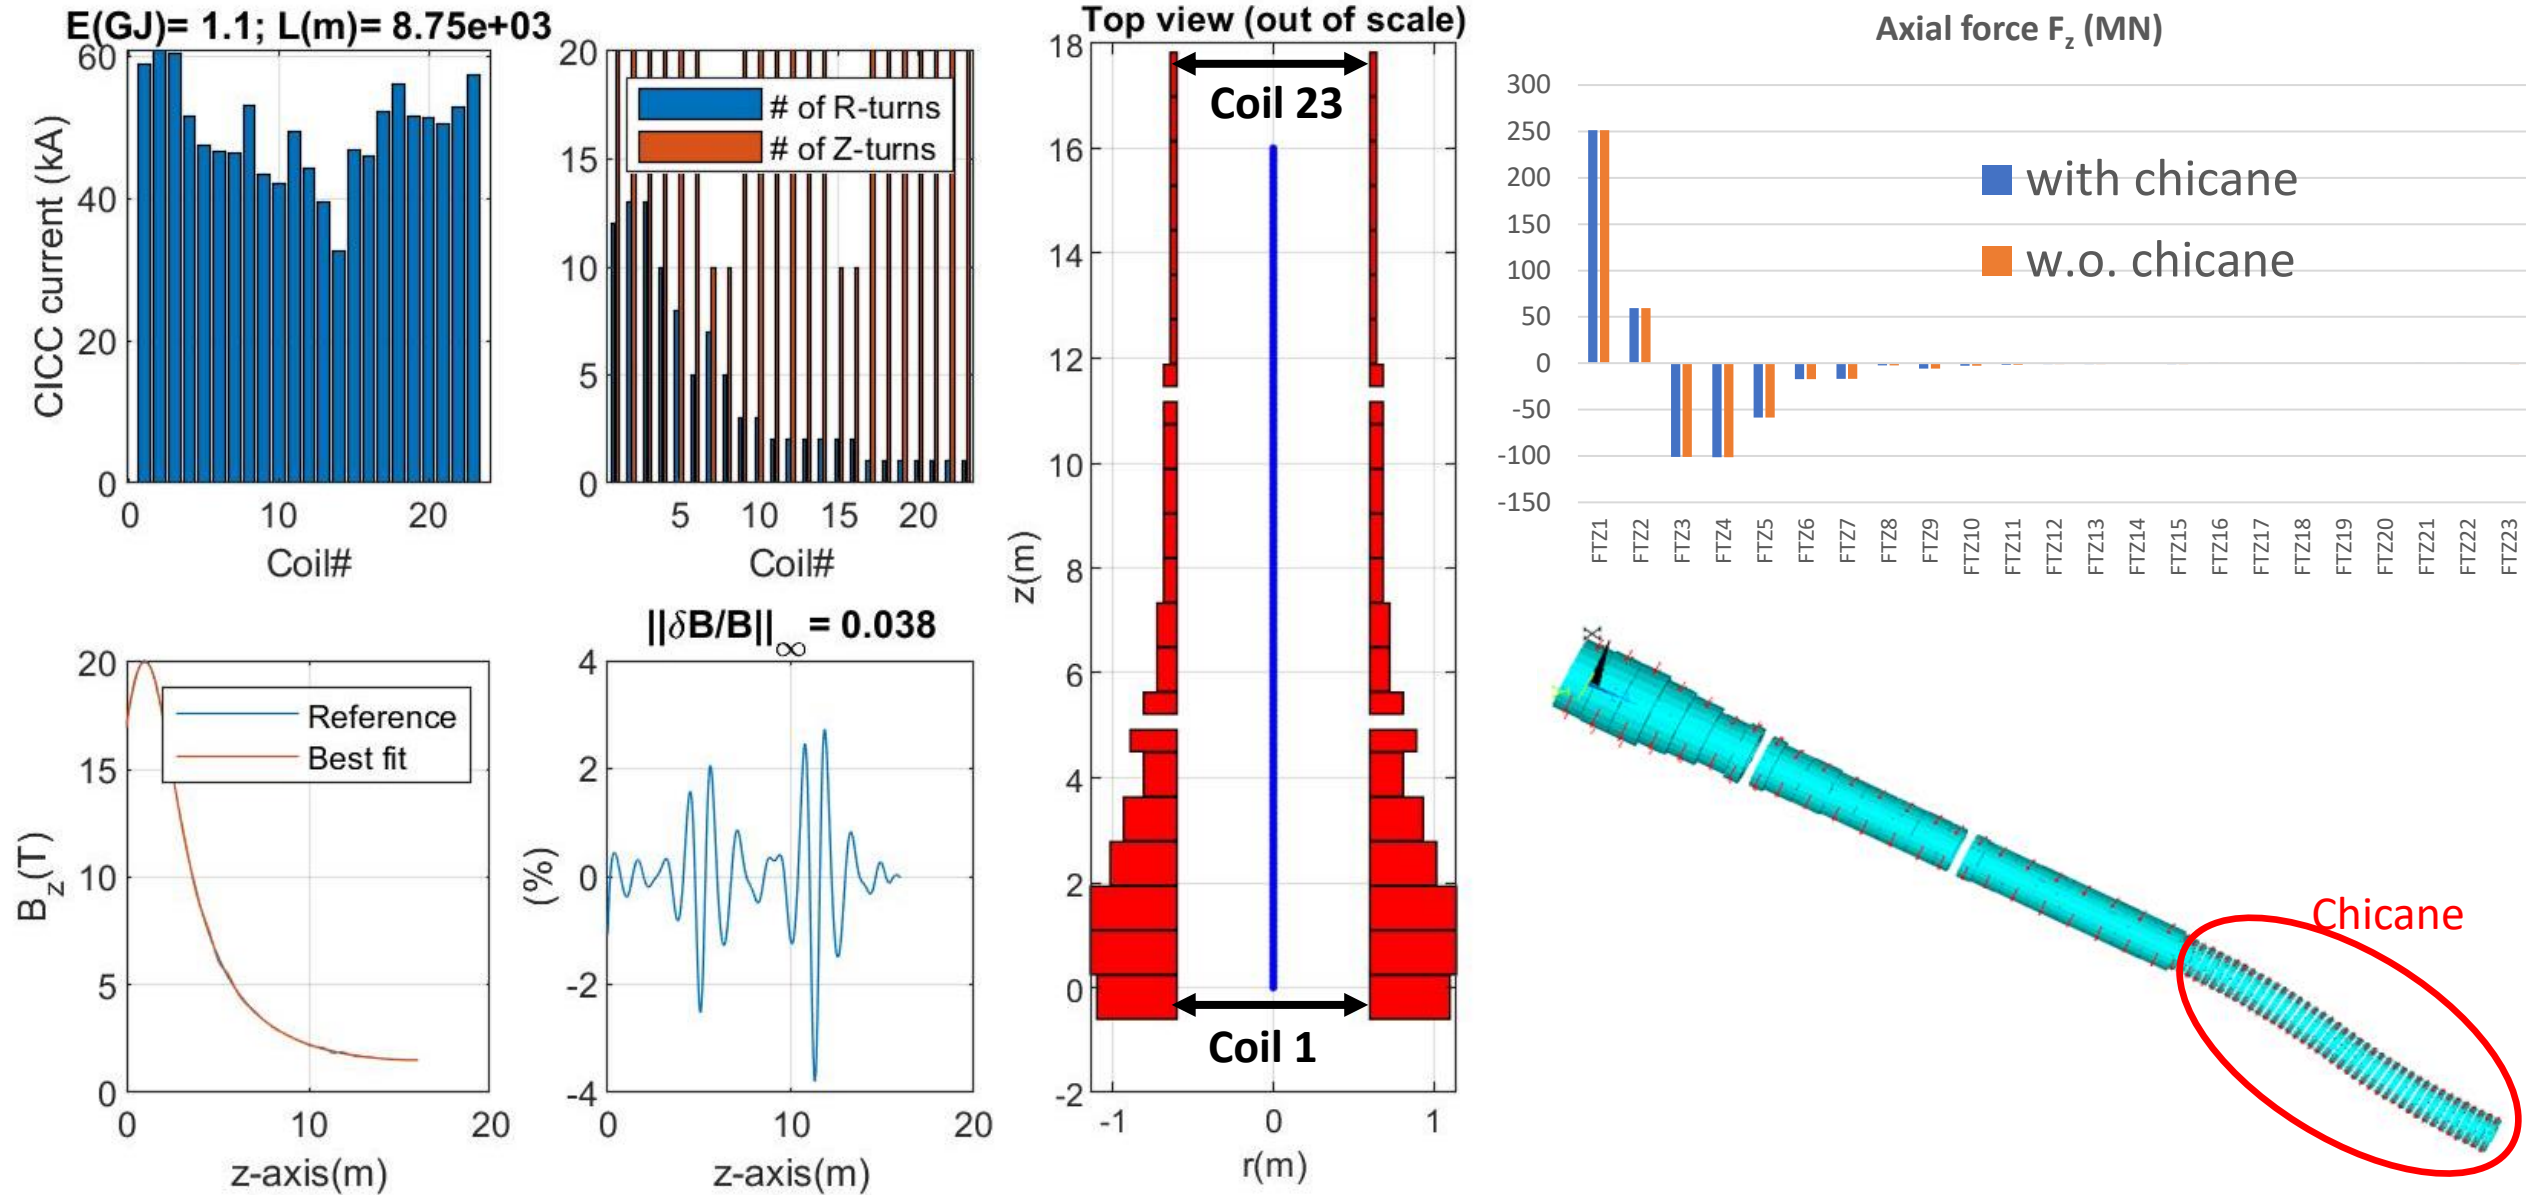 E(GJ)= 1.1; L(m)= 8.75e+03
60
40
20
0
0
10
20
CICC current (kA)
Coil#
20
15
10
5
0
5
10
15
20
# of R-turns
# of Z-turns
Coil#
20
15
10
5
0
0
10
20
Reference
Best fit
Bz(T)
z-axis(m)
||δB/B||∞ = 0.038
4
2
0
-2
-4
0
10
20
(%)
z-axis(m)
Top view (out of scale)
18
16
14
12
10
8
6
4
2
0
-2
-1
0
1
Coil 23
Coil 1
z(m)
r(m)
Axial force Fz (MN)
300
250
200
150
100
50
0
-50
-100
-150
with chicane
w.o. chicane
FTZ1
FTZ2
FTZ3
FTZ4
FTZ5
FTZ6
FTZ7
FTZ8
FTZ9
FTZ10
FTZ11
FTZ12
FTZ13
FTZ14
FTZ15
FTZ16
FTZ17
FTZ18
FTZ19
FTZ20
FTZ21
FTZ22
FTZ23
X
Chicane